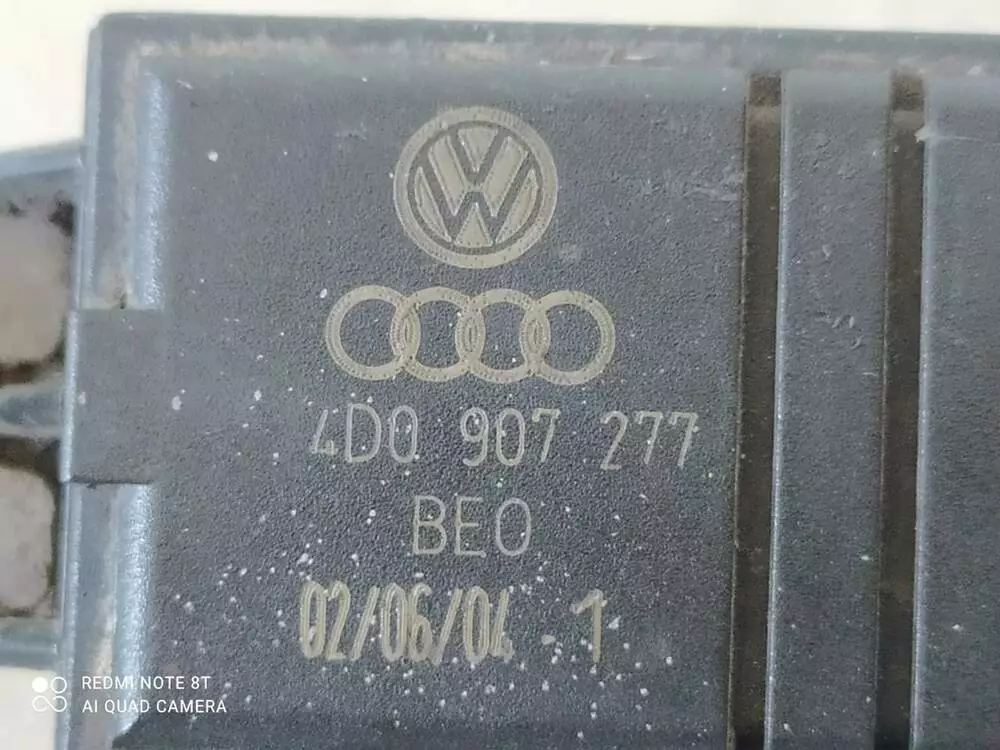 4D0 907 277
BEO
02/06/04 1
REDMI NOTE 8T
AI QUAD CAMERA